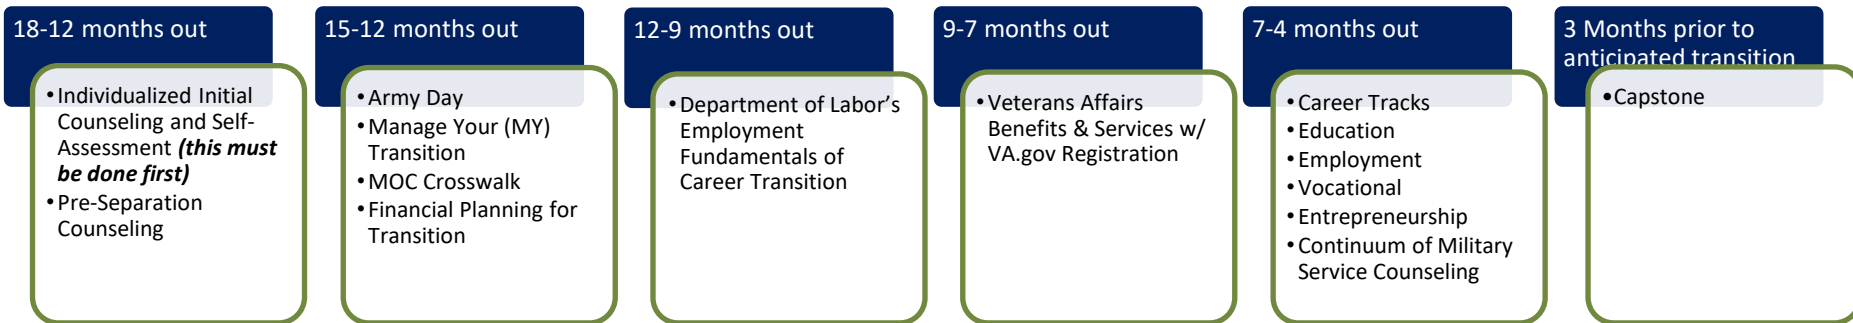 18-12 months out
• Individualized Initial
Counseling and Self-
Assessment (this must
be done first)
• Pre-Separation
Counseling
15-12 months out
• Army Day
• Manage Your (MY)
Transition
• MOC Crosswalk
• Financial Planning for
Transition
12-9 months out
• Department of Labor’s
Employment
Fundamentals of
Career Transition
9-7 months out
• Veterans Affairs
Benefits & Services w/
VA.gov Registration
7-4 months out
• Career Tracks
• Education
• Employment
• Vocational
• Entrepreneurship
• Continuum of Military
Service Counseling
3 Months prior to
anticipated transition
• Capstone